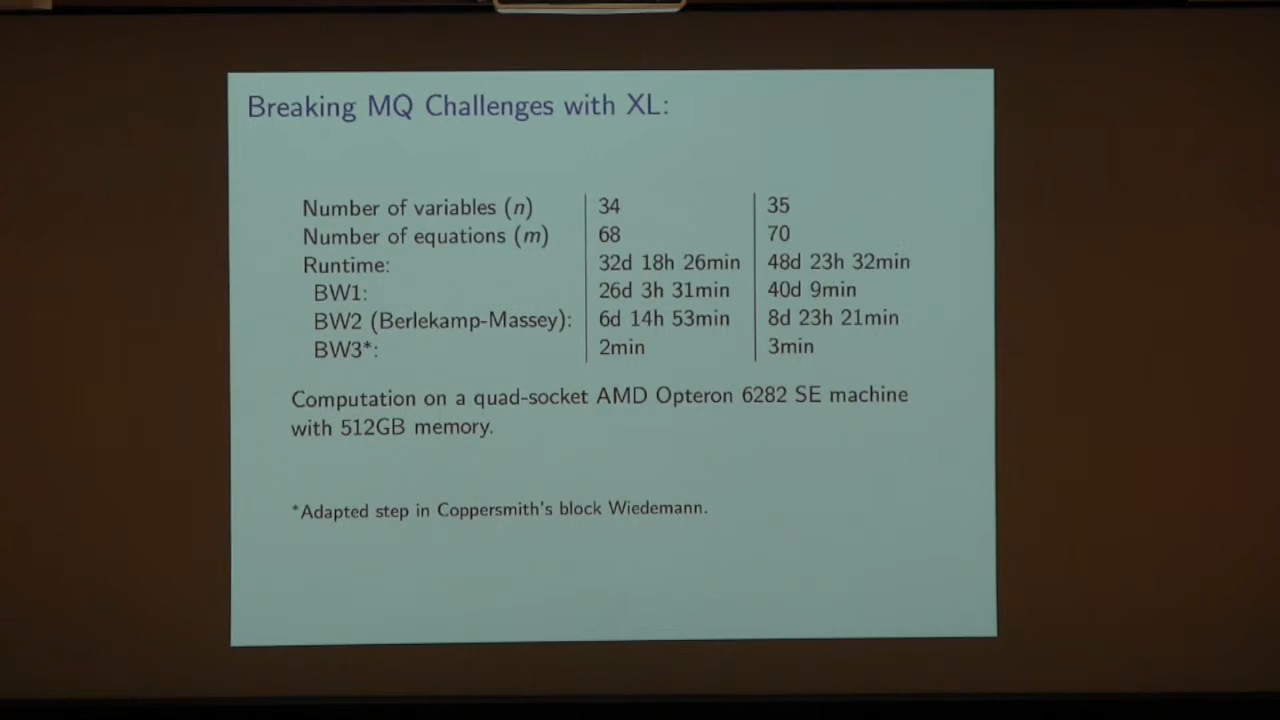 Breaking MQ Challenges with XL:
Number of variables (n) 34 35
Number of equations (m) 68 70
Runtime: 32d 18h 26min 48d 23h 32min
BW1: 26d 3h 31min 40d 9min
BW2 (Berlekamp-Massey): 6d 14h 53min 8d 23h 21min
BW3*: 2min 3min
Computation on a quad-socket AMD Opteron 6282 SE machine
with 512GB memory.
*Adapted step in Coppersmith's block Wiedemann.